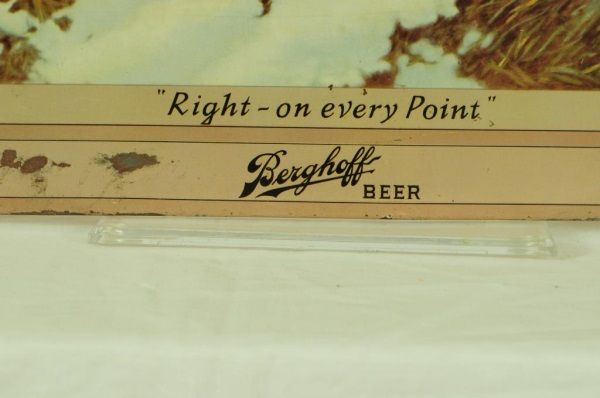 "Right-on every Point"
Berghoff
BEER